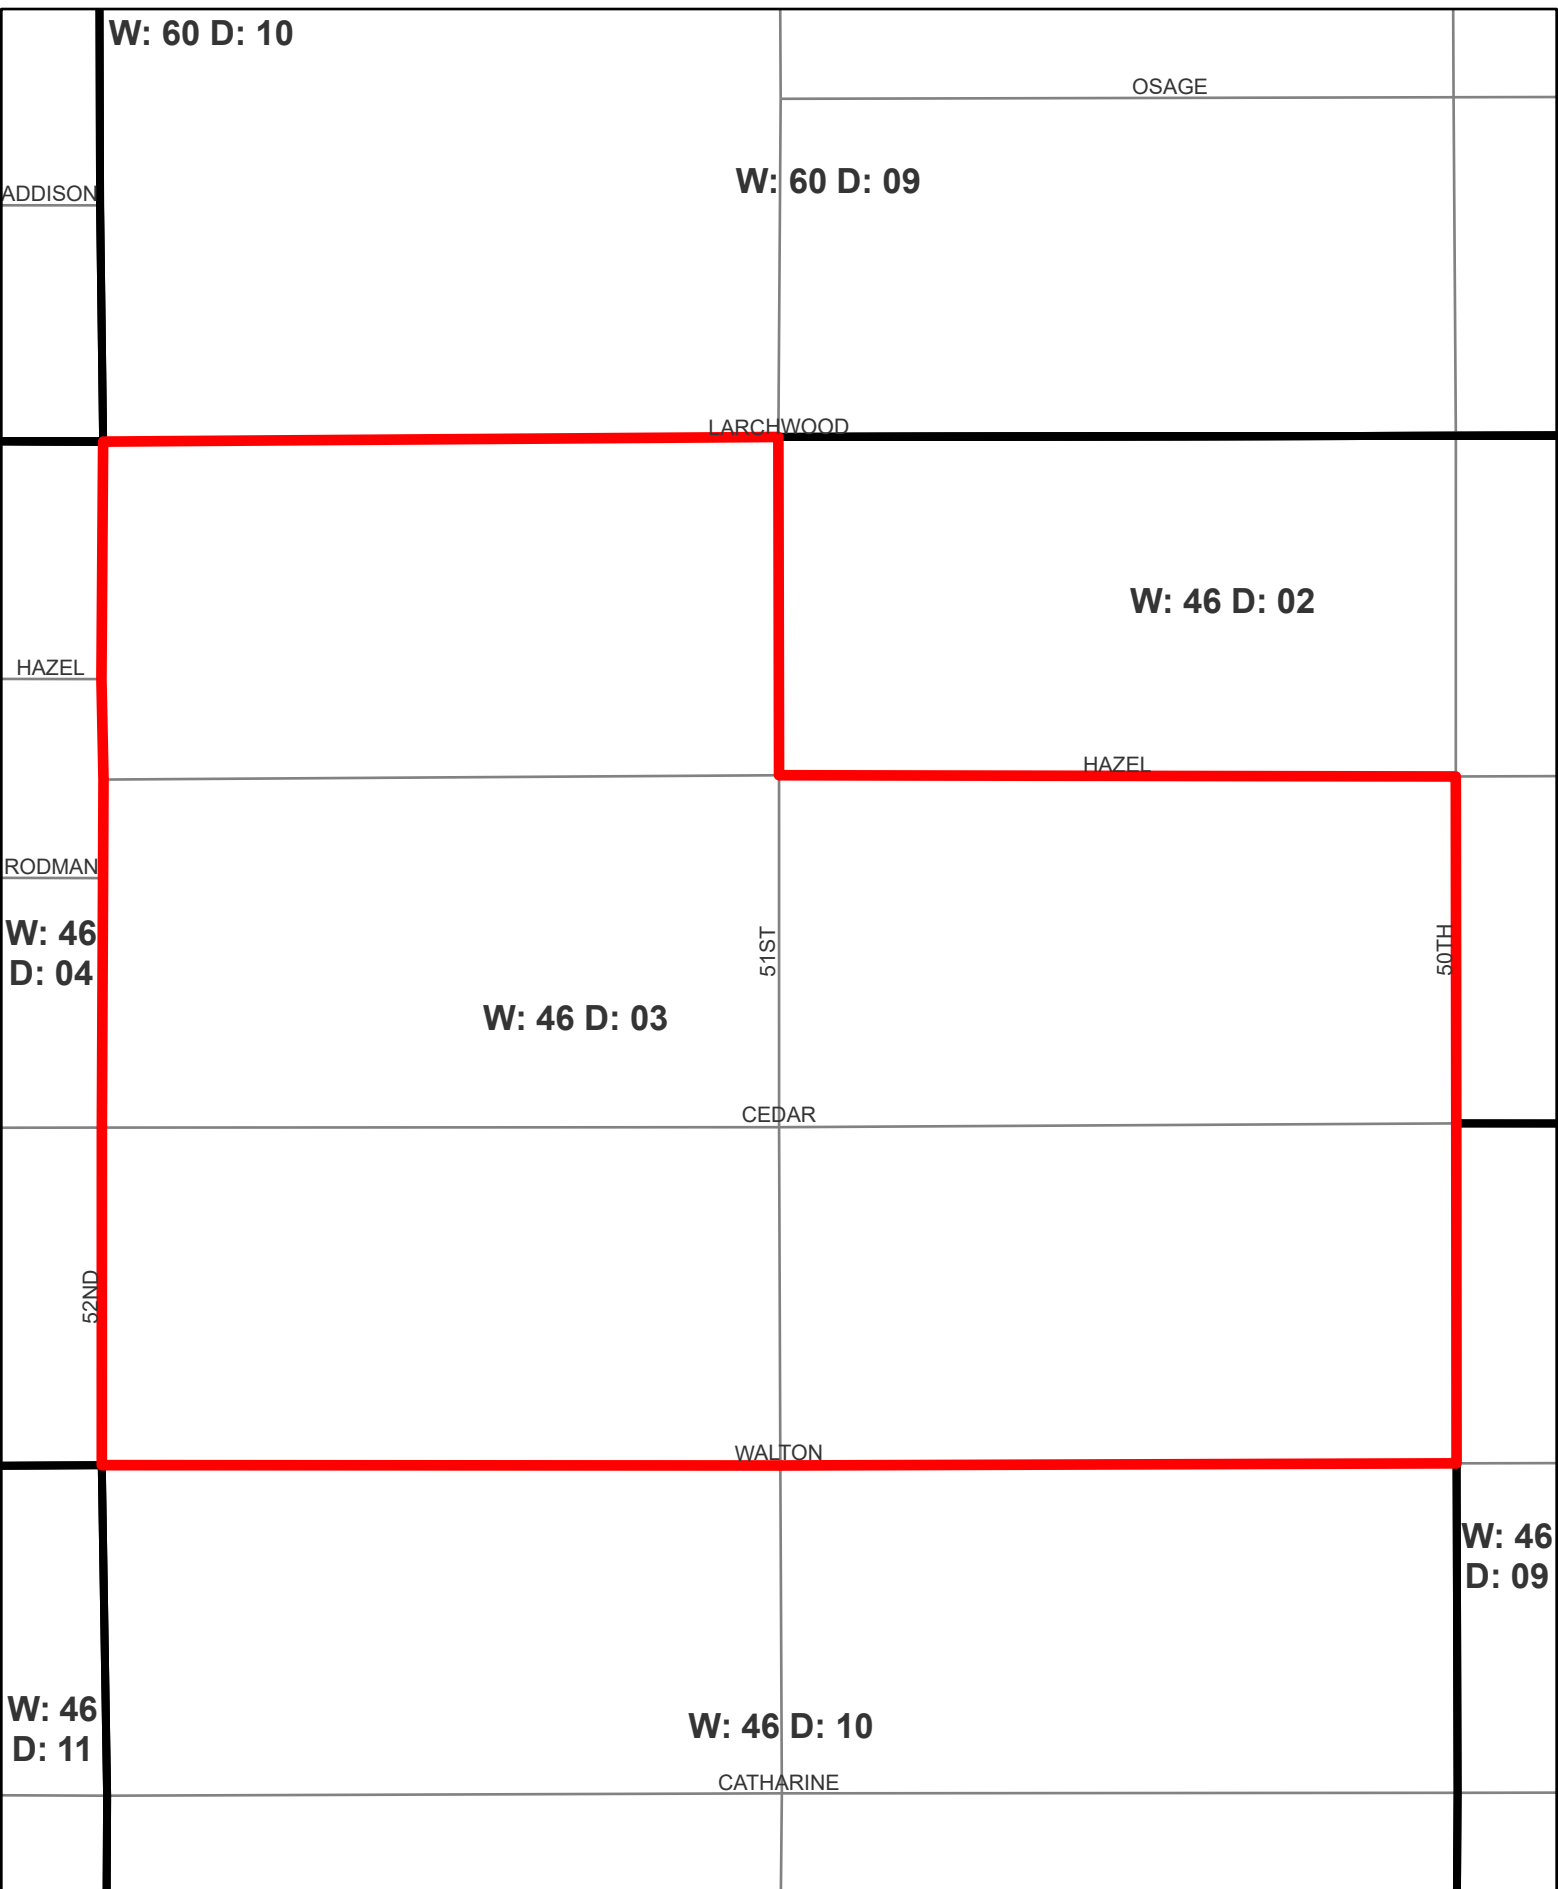 W: 60 D: 10
OSAGE
W: 60 D: 09
ADDISON
LARCHWOOD
W: 46 D: 02
HAZEL
HAZEL
RODMAN
W: 46
D: 04
51ST
50TH
W: 46 D: 03
CEDAR
52ND
WALTON
W: 46
D: 09
W: 46
D: 11
W: 46 D: 10
CATHARINE